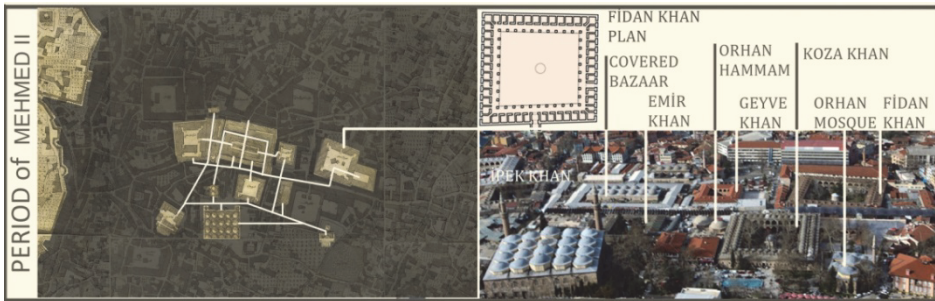 PERIOD of MEHMED II
FİDAN KHAN
PLAN
COVERED
BAZAAR
EMİR
KHAN
ORHAN
HAMMAM
GEYVE
KHAN
KOZA KHAN
ORHAN
MOSQUE
FİDAN
KHAN
İPEK KHAN